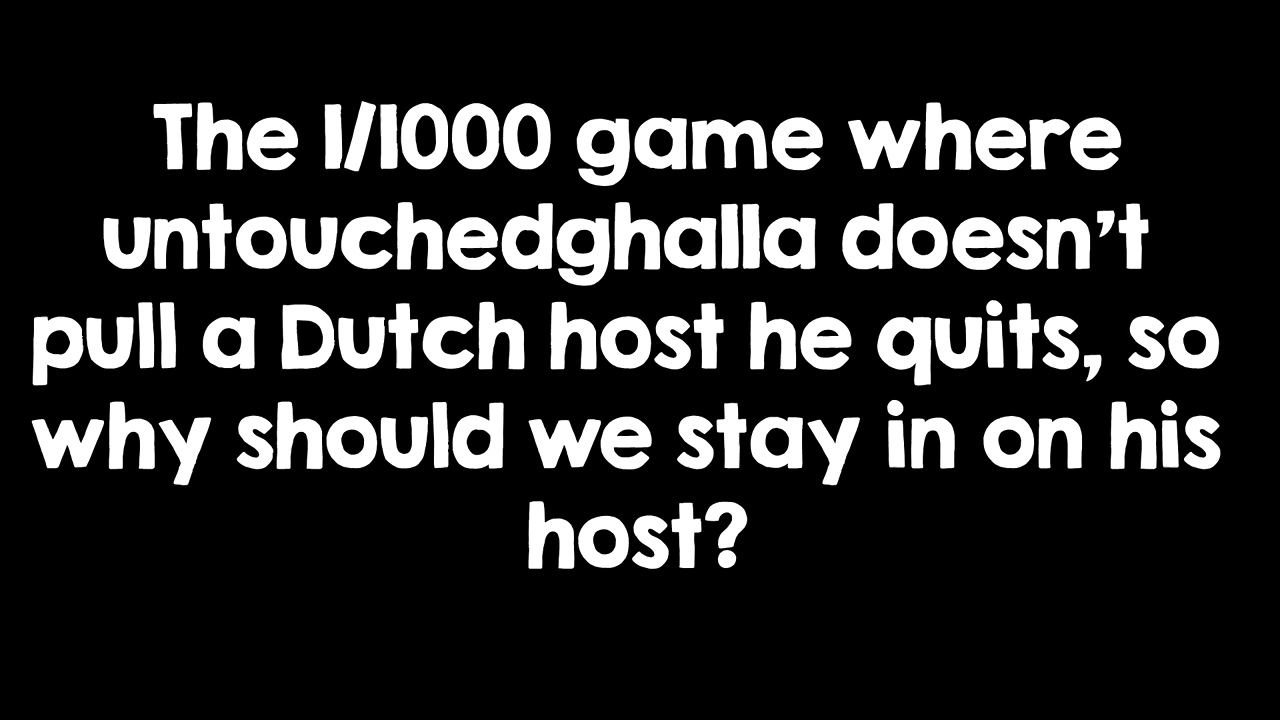 The 1/1000 game where
untouchedghalla doesn't
pull a Dutch host he quits, so
why should we stay in on his
host?